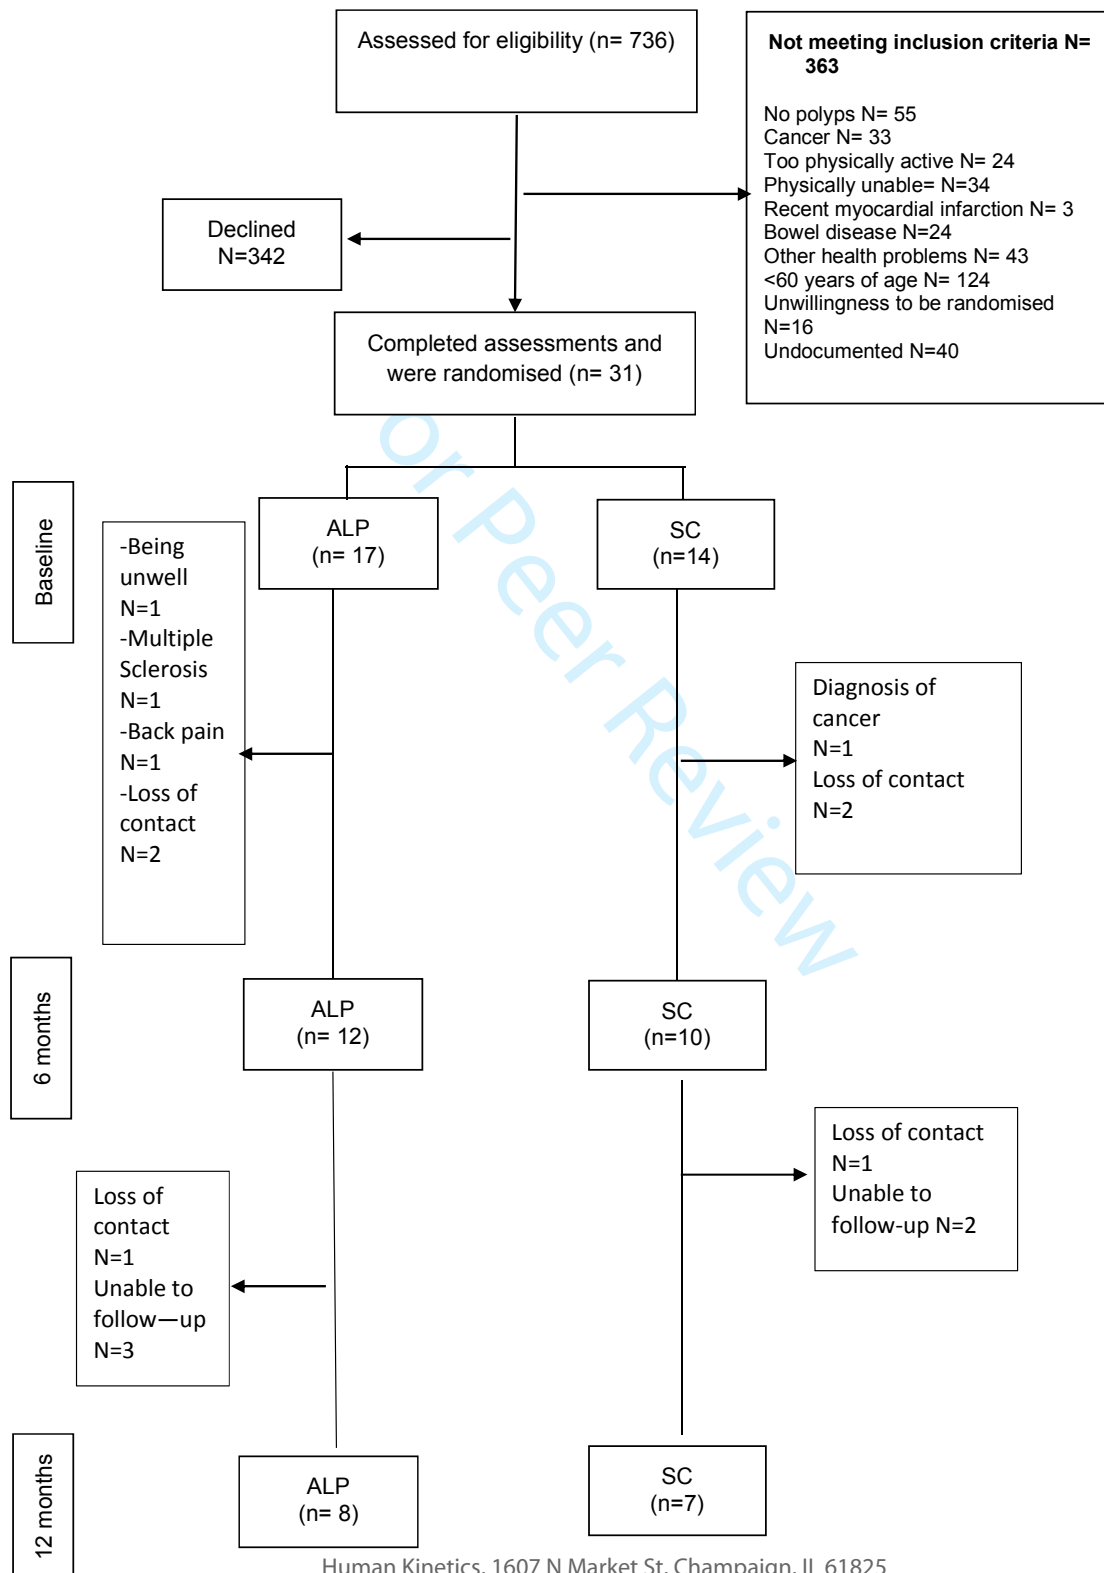 Assessed for eligibility (n= 736)
Not meeting inclusion criteria N=
363
No polyps N= 55
Cancer N= 33
Too physically active N= 24
Physically unable= N=34
Recent myocardial infarction N= 3
Bowel disease N=24
Other health problems N= 43
<60 years of age N= 124
Unwillingness to be randomised
N=16
Undocumented N=40
Declined
N=342
Completed assessments and
were randomised (n= 31)
or Peer Review
Baseline
ALP
(n= 17)
SC
(n=14)
-Being
unwell
N=1
-Multiple
Sclerosis
N=1
-Back pain
N=1
-Loss of
contact
N=2
Diagnosis of
cancer
N=1
Loss of contact
N=2
6 months
ALP
(n= 12)
SC
(n=10)
Loss of
contact
N=1
Unable to
follow—up
N=3
Loss of contact
N=1
Unable to
follow-up N=2
12 months
ALP
(n= 8)
SC
(n=7)
Human Kinetics, 1607 N Market St, Champaign, IL 61825